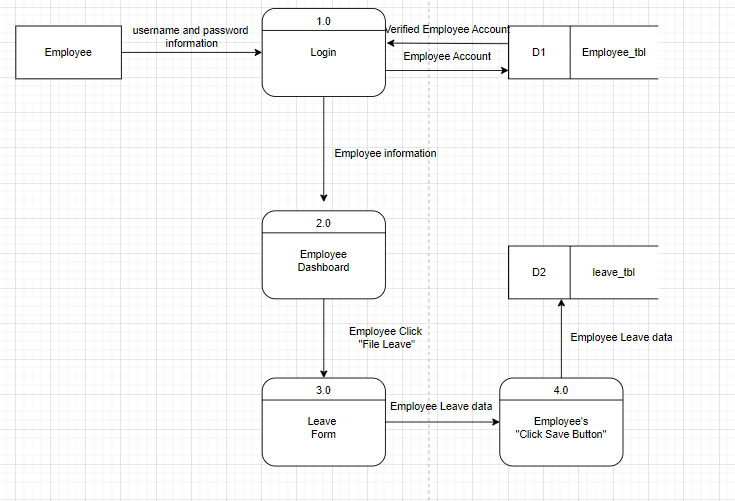 Employee
username and password
information
1.0
Login
Verified Employee Account
Employee Account
D1
Employee_tbl
Employee information
2.0
Employee
Dashboard
D2
leave_tbl
Employee Click
"File Leave"
Employee Leave data
3.0
Leave
Form
Employee Leave data
4.0
Employee's
"Click Save Button"